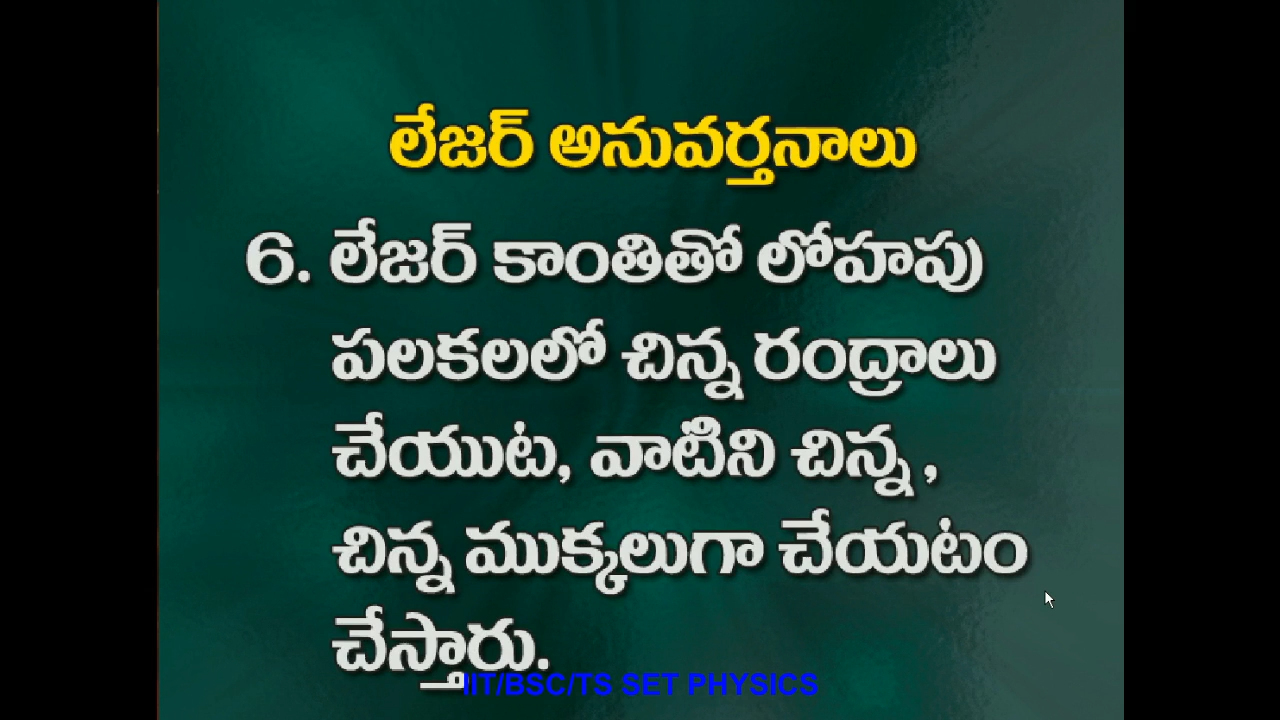 లేజర్ అనువర్తనాలు
6. లేజర్ కాంతితో లోహపు
పలకలలో చిన్న రంధ్రాలు
చేయుట, వాటిని చిన్న ,
చిన్న ముక్కలుగా చేయటం
చేస్తారు.
IIT/BSC/TS SET PHYSICS